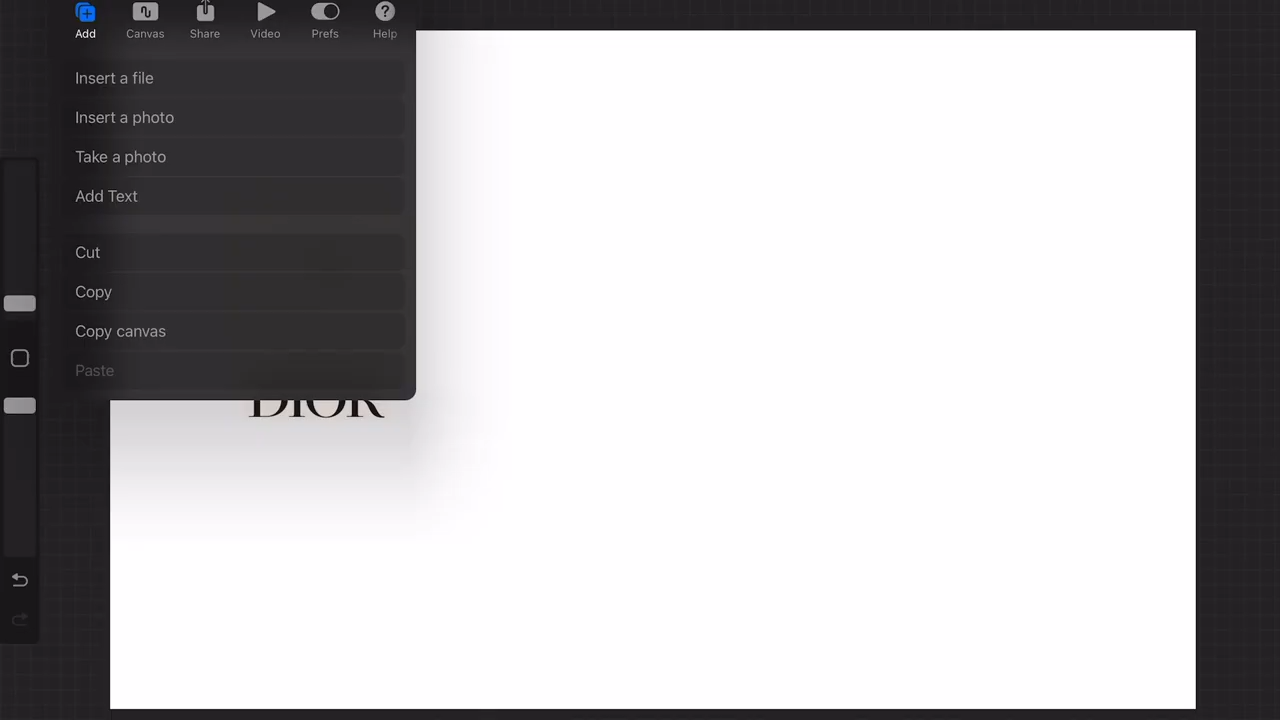 Add Canvas Share Video Prefs Help
Insert a file
Insert a photo
Take a photo
Add Text
Cut
Copy
Copy canvas
Paste
DIOR